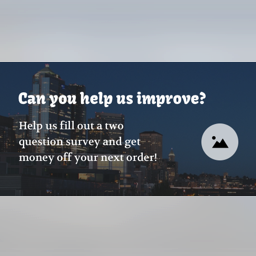 Can you help us improve?
Help us fill out a two
question survey and get
money off your next order!